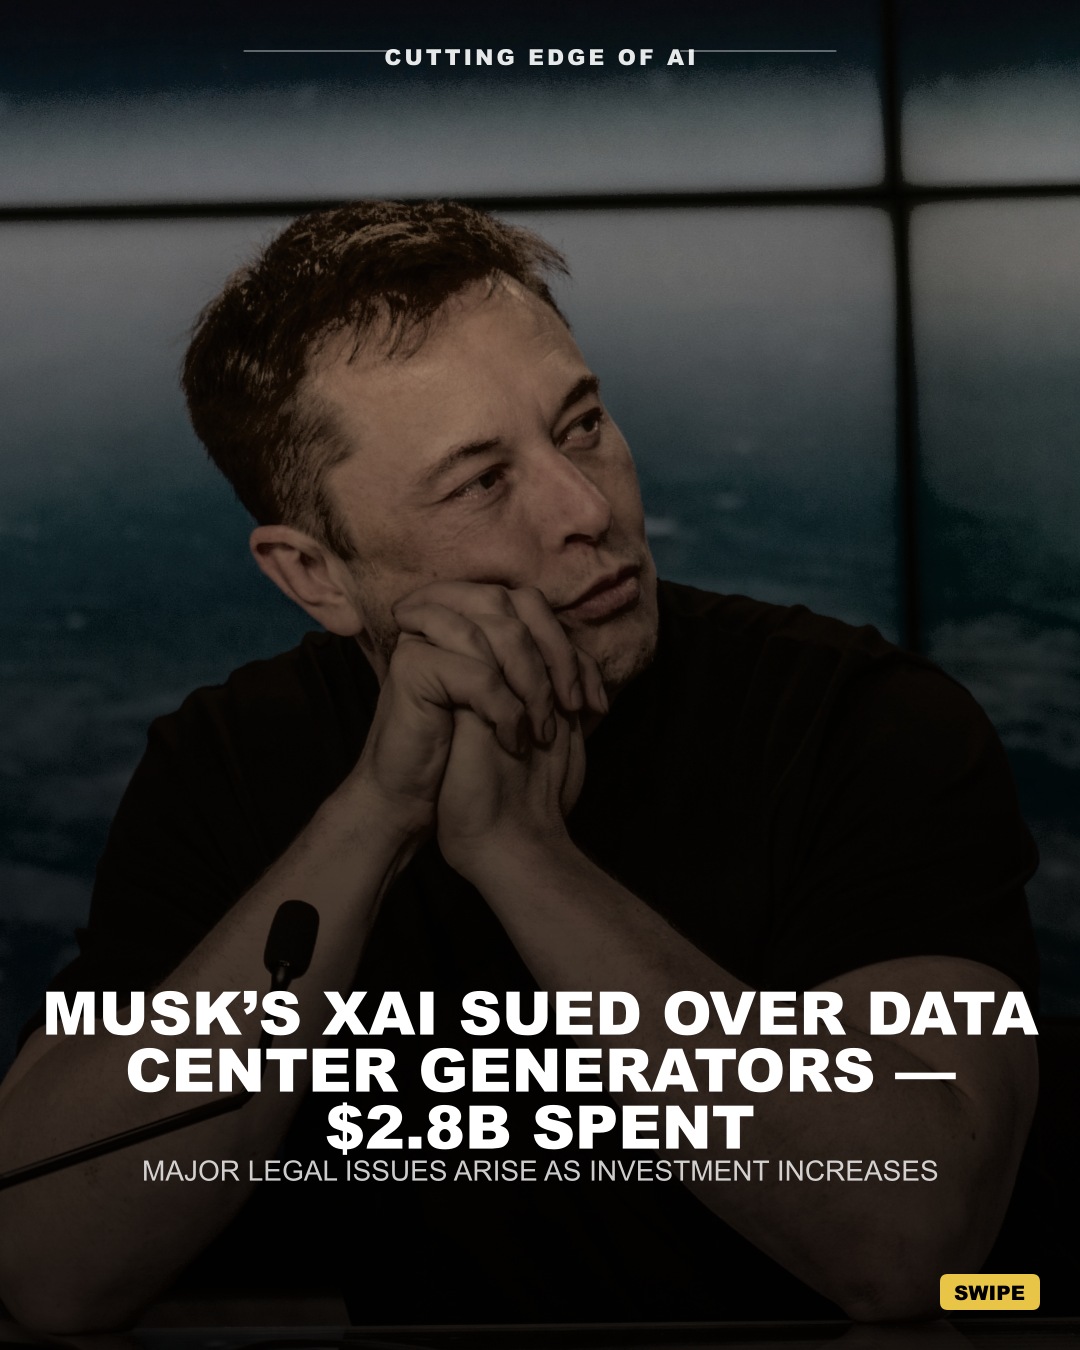 CUTTING EDGE OF AI
MUSK’S XAI SUED OVER DATA
CENTER GENERATORS —
$2.8B SPENT
MAJOR LEGAL ISSUES ARISE AS INVESTMENT INCREASES
SWIPE